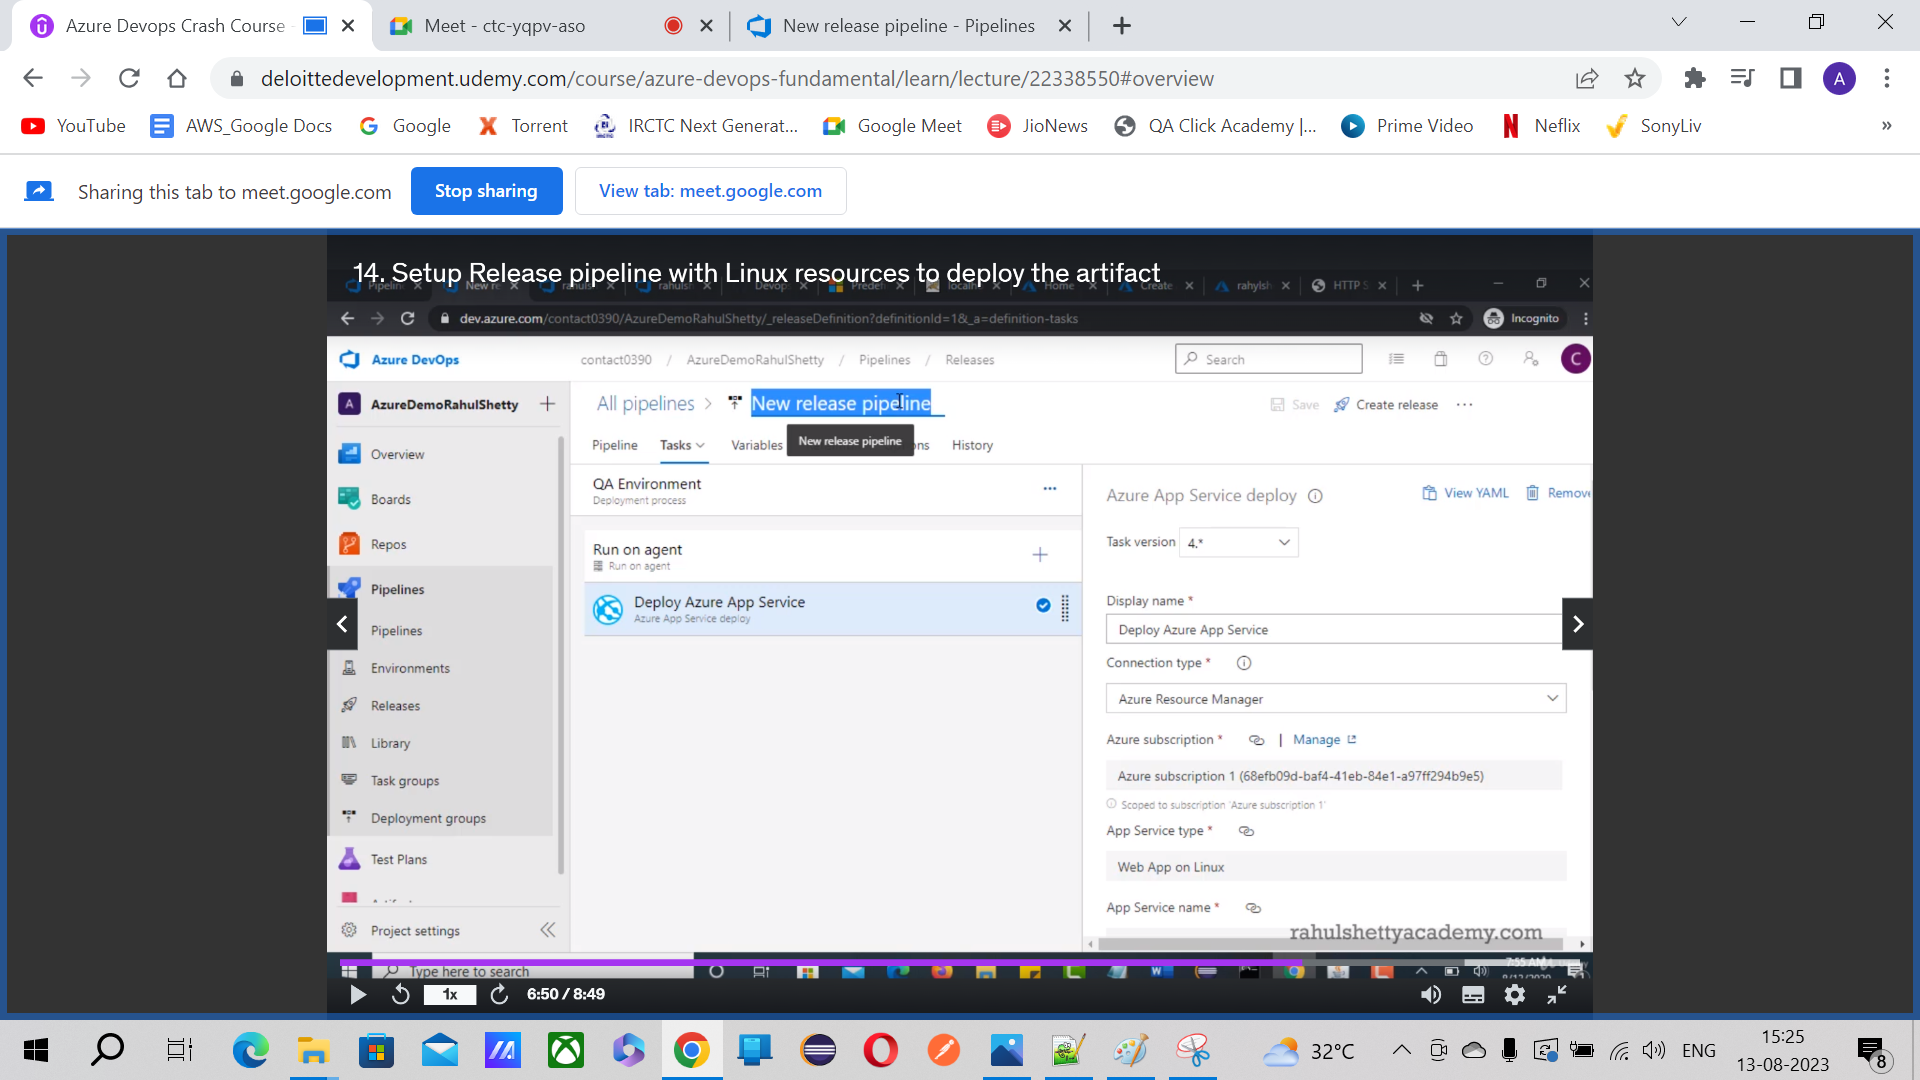 Azure Devops Crash Course -
Meet - ctc-yqpv-aso
New release pipeline - Pipelines
deloittedevelopment.udemy.com/course/azure-devops-fundamental/learn/lecture/22338550#overview
A
YouTube
AWS_Google Docs
Google
Torrent
IRCTC Next Generat...
Google Meet
JioNews
QA Click Academy |...
Prime Video
Neflix
SonyLiv
»
Sharing this tab to meet.google.com
Stop sharing
View tab: meet.google.com
14. Setup Release pipeline with Linux resources to deploy the artifact
Home
Create
rahylsh
HTTP S
dev.azure.com/contact0390/AzureDemoRahulShetty/_releaseDefinition?definitionId=1&_a=definition-tasks
Incognito
Azure DevOps
contact0390 / AzureDemoRahulShetty / Pipelines / Releases
Search
C
A
AzureDemoRahulShetty
All pipelines >
New release pipeline
Save
Create release
New release pipeline
Pipeline
Tasks
Variables
ons
History
Overview
Boards
Repos
Pipelines
Pipelines
Environments
Releases
Library
Task groups
Deployment groups
Test Plans
Project settings
QA Environment
Deployment process
Run on agent
Run on agent
Deploy Azure App Service
Azure App Service deploy
Azure App Service deploy
View YAML
Remove
Task version
4.*
Display name *
Deploy Azure App Service
Connection type *
Azure Resource Manager
Azure subscription *
| Manage
Azure subscription 1 (68efb09d-baf4-41eb-84e1-a97ff294b9e5)
Scoped to subscription 'Azure subscription 1'
App Service type *
Web App on Linux
App Service name *
rahulshettyacademy.com
Type here to search
7:55 AM
1x
6:50 / 8:49
32°C
ENG
15:25
13-08-2023
8